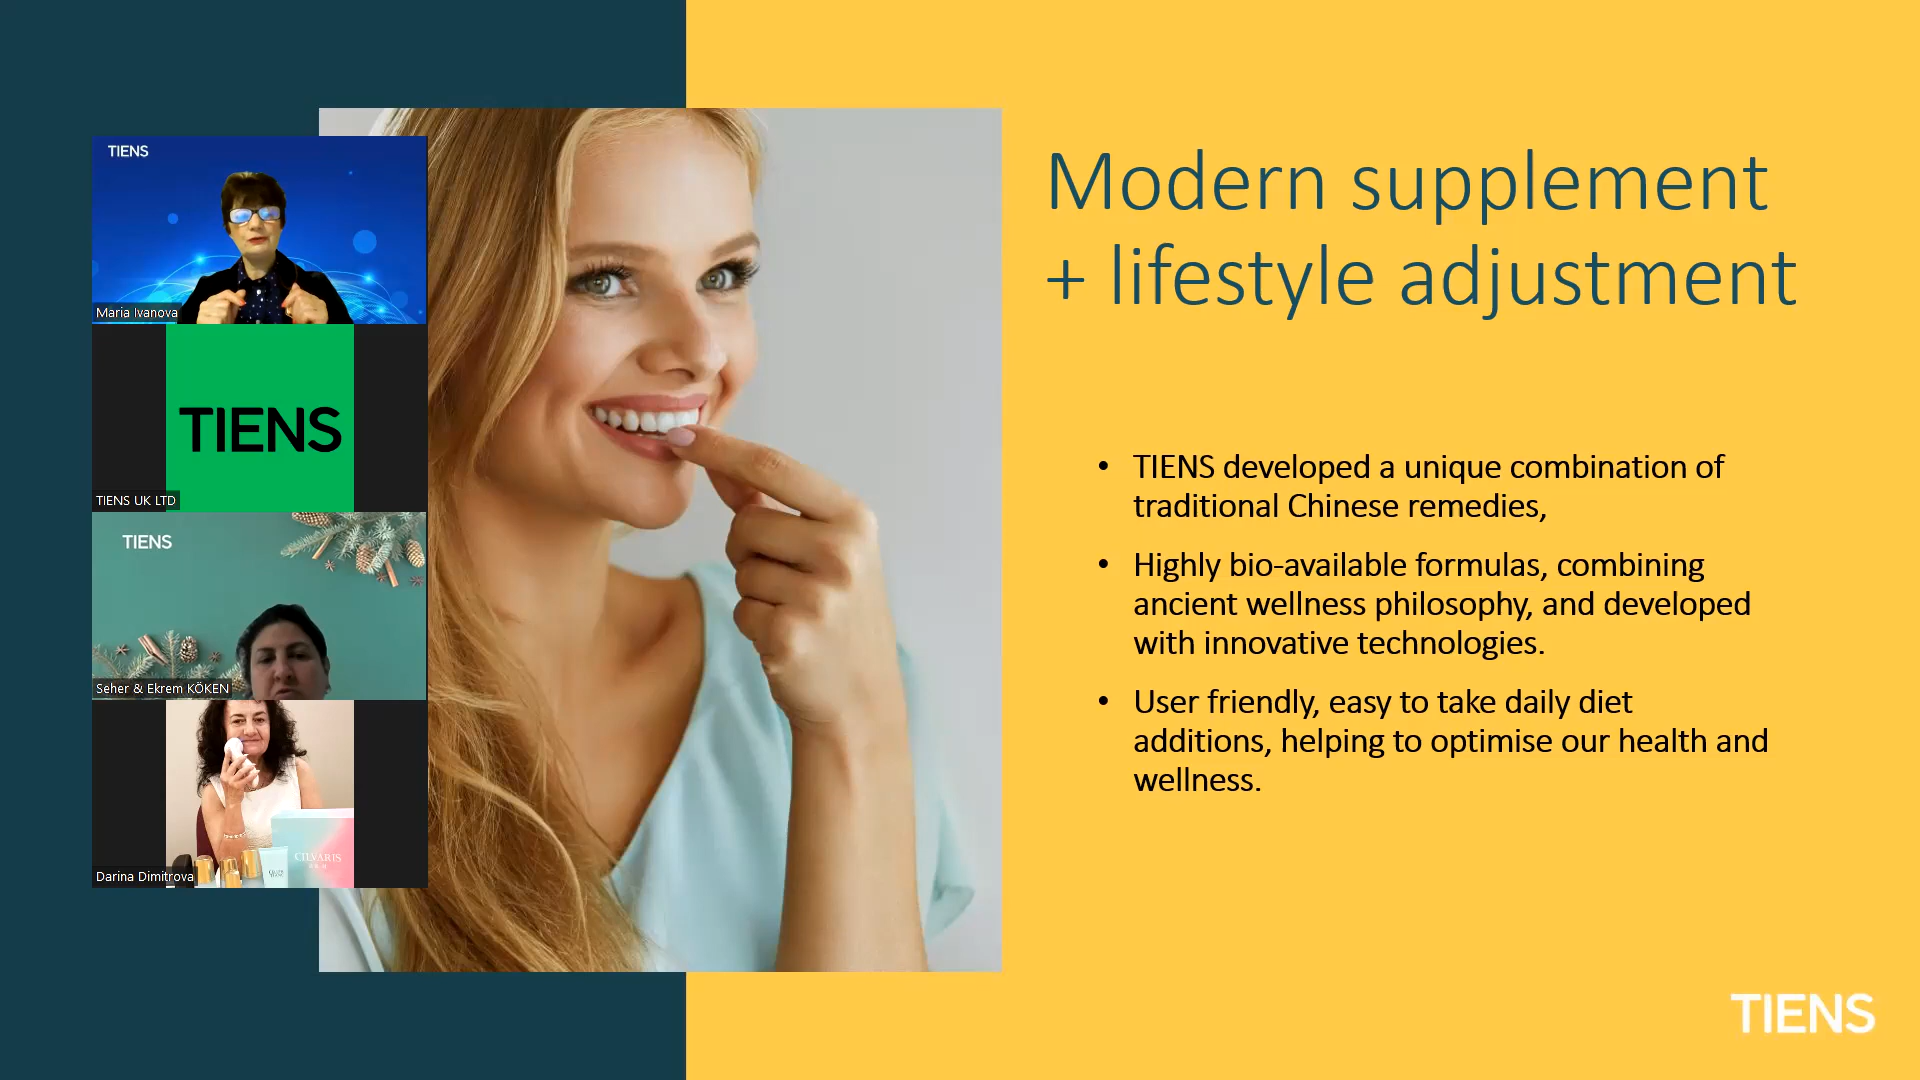 TIENS
Maria Ivanova
TIENS
TIENS UK LTD
TIENS
Seher & Ekrem KÖKEN
CILVARIS
Darina Dimitrova
Modern supplement
+ lifestyle adjustment
• TIENS developed a unique combination of
traditional Chinese remedies,
• Highly bio-available formulas, combining
ancient wellness philosophy, and developed
with innovative technologies.
• User friendly, easy to take daily diet
additions, helping to optimise our health and
wellness.
TIENS